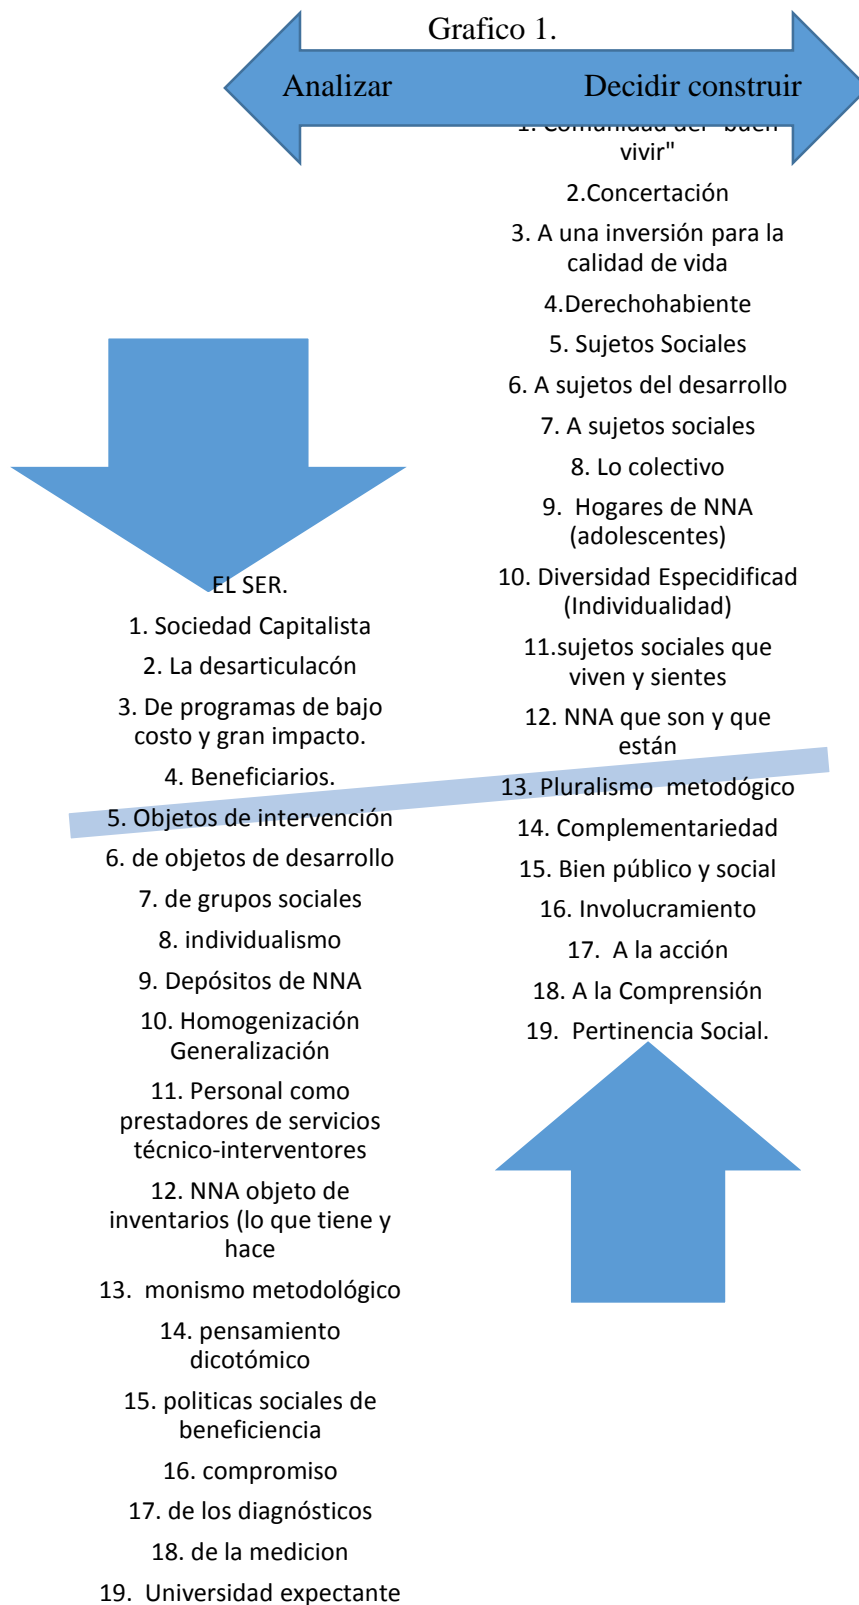 Grafico 1.
Analizar
Decidir construir
1. Comunidad del "buen
vivir"
2.Concertación
3. A una inversión para la
calidad de vida
4.Derechohabiente
5. Sujetos Sociales
6. A sujetos del desarrollo
7. A sujetos sociales
8. Lo colectivo
9. Hogares de NNA
(adolescentes)
10. Diversidad Especidificad
(Individualidad)
11.sujetos sociales que
viven y sientes
12. NNA que son y que
están
13. Pluralismo metodógico
14. Complementariedad
15. Bien público y social
16. Involucramiento
17. A la acción
18. A la Comprensión
19. Pertinencia Social.
EL SER.
1. Sociedad Capitalista
2. La desarticulacón
3. De programas de bajo
costo y gran impacto.
4. Beneficiarios.
5. Objetos de intervención
6. de objetos de desarrollo
7. de grupos sociales
8. individualismo
9. Depósitos de NNA
10. Homogenización
Generalización
11. Personal como
prestadores de servicios
técnico-interventores
12. NNA objeto de
inventarios (lo que tiene y
hace
13. monismo metodológico
14. pensamiento
dicotómico
15. politicas sociales de
beneficiencia
16. compromiso
17. de los diagnósticos
18. de la medicion
19. Universidad expectante